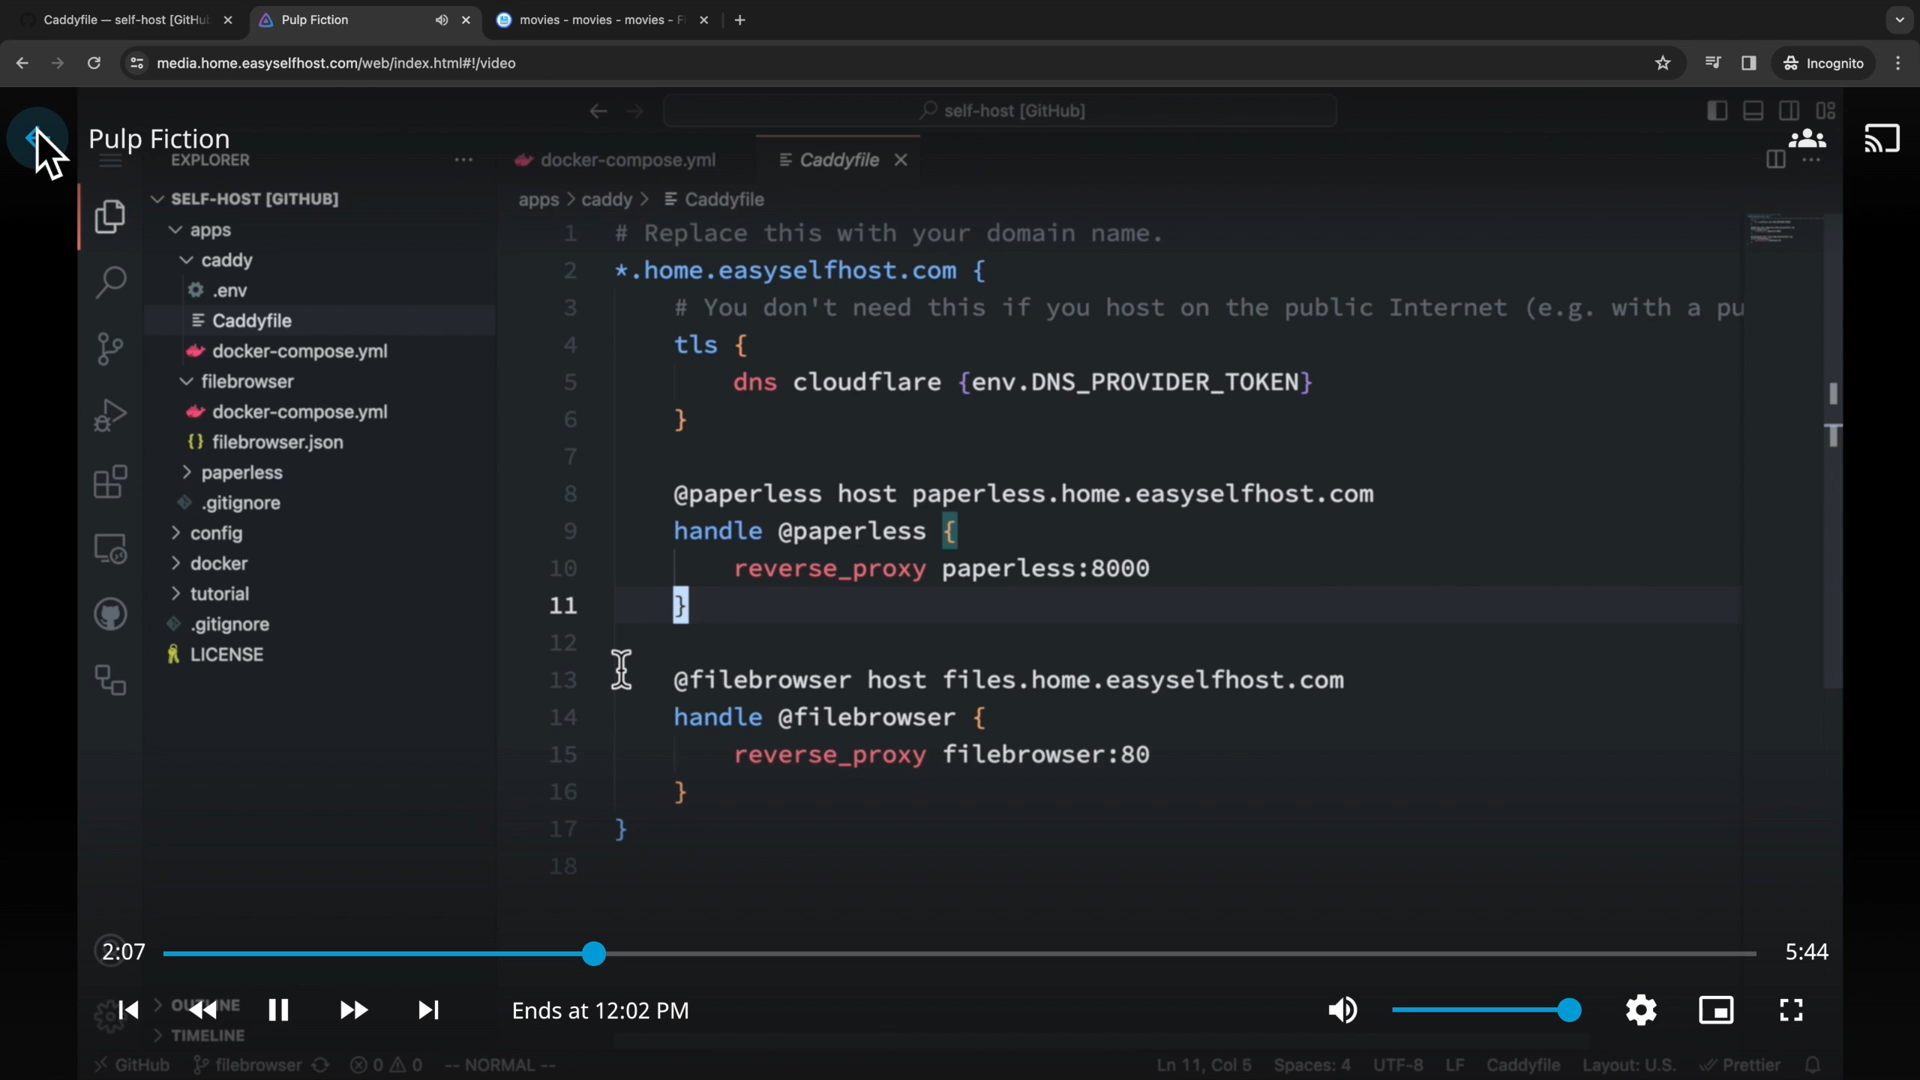 Caddyfile — self-host [GitHu
Pulp Fiction
movies - movies - movies - F
media.home.easyselfhost.com/web/index.html#!/video
Incognito
self-host [GitHub]
Pulp Fiction
EXPLORER
docker-compose.yml
Caddyfile
SELF-HOST [GITHUB]
apps > caddy > Caddyfile
apps
caddy
.env
Caddyfile
docker-compose.yml
filebrowser
docker-compose.yml
filebrowser.json
paperless
.gitignore
config
docker
tutorial
.gitignore
LICENSE
1 # Replace this with your domain name.
2 *.home.easyselfhost.com {
3 # You don't need this if you host on the public Internet (e.g. with a pu
4 tls {
5 dns cloudflare {env.DNS_PROVIDER_TOKEN}
6 }
7
8 @paperless host paperless.home.easyselfhost.com
9 handle @paperless {
10 reverse_proxy paperless:8000
11 }
12
13 @filebrowser host files.home.easyselfhost.com
14 handle @filebrowser {
15 reverse_proxy filebrowser:80
16 }
17 }
18
2:07
5:44
OUTLINE
Ends at 12:02 PM
TIMELINE
GitHub filebrowser 0 0 -- NORMAL -- Ln 11, Col 5 Spaces: 4 UTF-8 LF Caddyfile Layout: U.S. Prettier